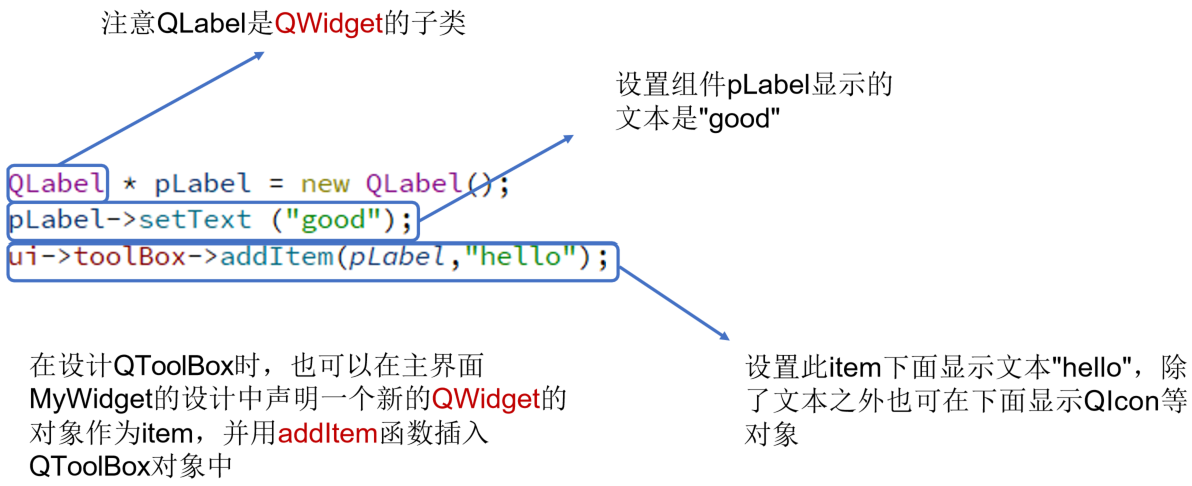 注意QLabel是QWidget的子类
设置组件pLabel显示的
文本是"good"
QLabel * pLabel = new QLabel();
pLabel->setText ("good");
ui->toolBox->addItem(pLabel,"hello");
在设计QToolBox时，也可以在主界面
MyWidget的设计中声明一个新的QWidget的
对象作为item，并用addItem函数插入
QToolBox对象中
设置此item下面显示文本"hello"，除
了文本之外也可在下面显示QIcon等
对象